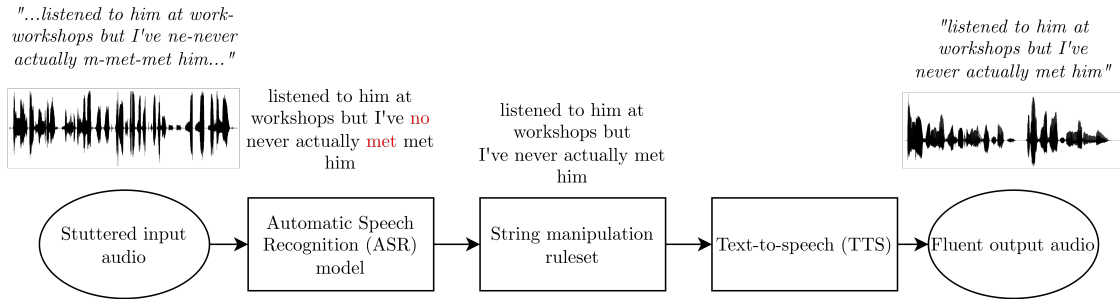 "...listened to him at work-
workshops but I've ne-never
actually m-met-met him..."
listened to him at
workshops but I've no
never actually met met
him
listened to him at
workshops but
I've never actually met
him
"listened to him at
workshops but I've
never actually met him"
Stuttered input
audio
Automatic Speech
Recognition (ASR)
model
String manipulation
ruleset
Text-to-speech (TTS)
Fluent output audio